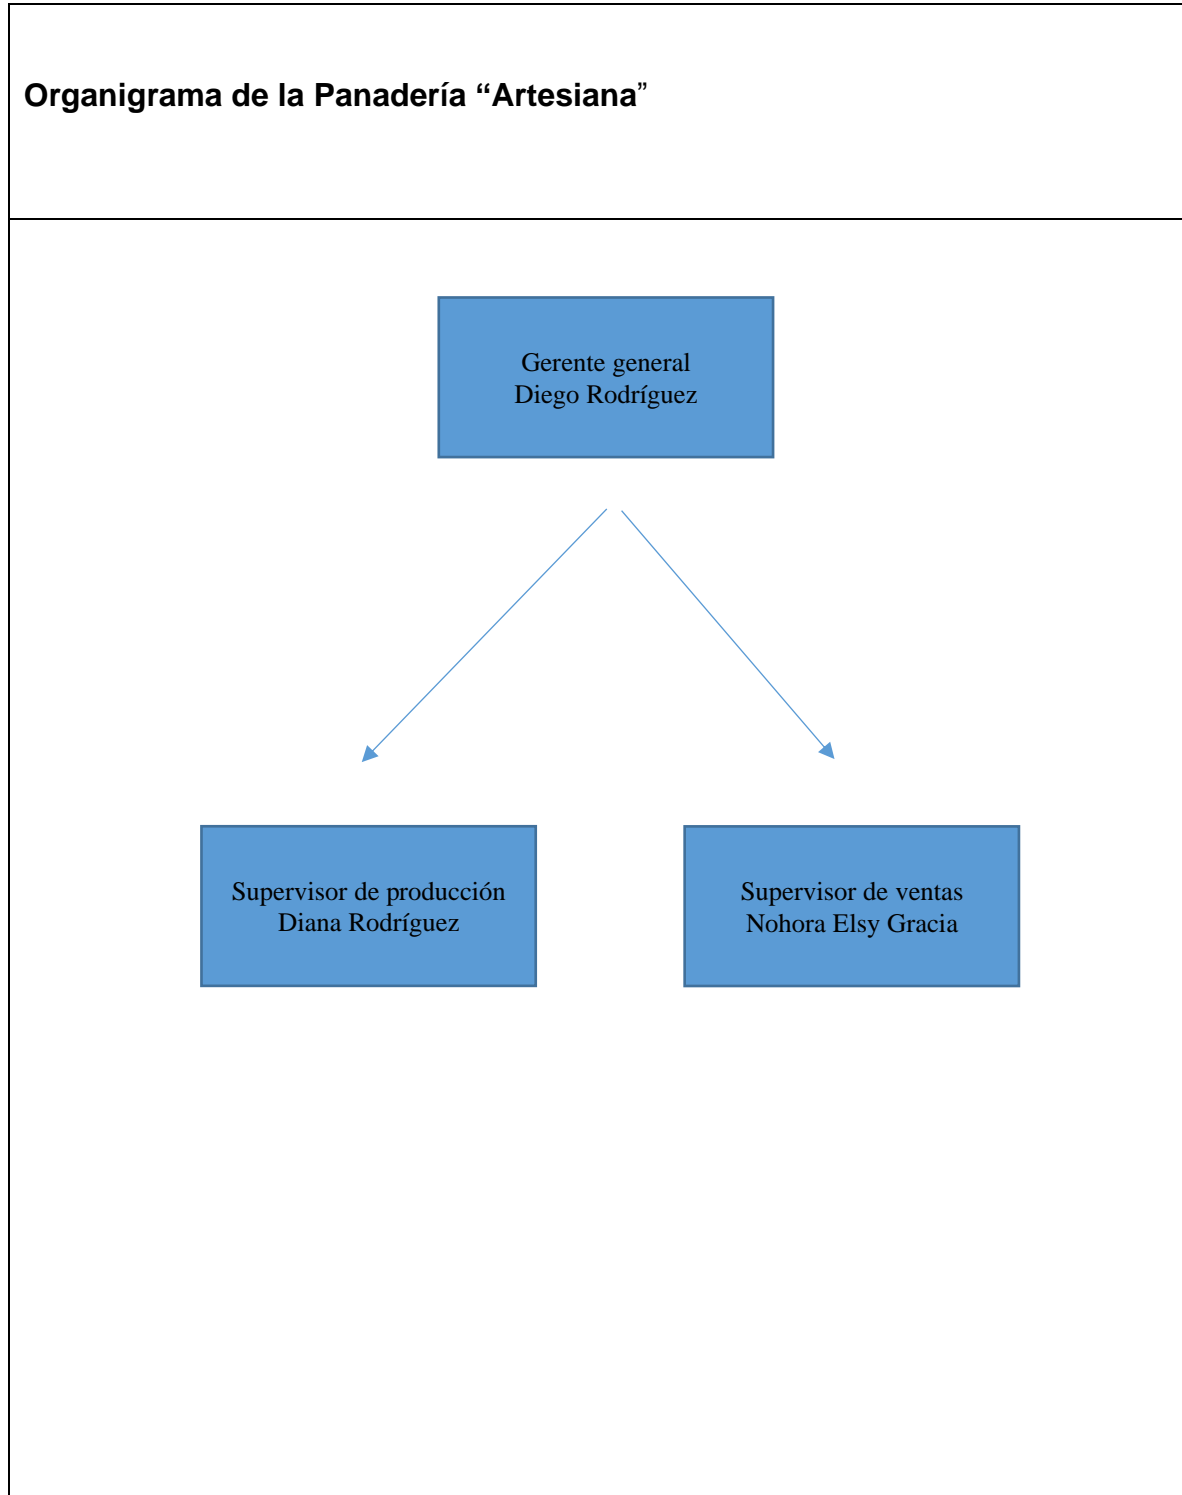 Organigrama de la Panadería “Artesiana”
Gerente general
Diego Rodríguez
Supervisor de producción
Diana Rodríguez
Supervisor de ventas
Nohora Elsy Gracia